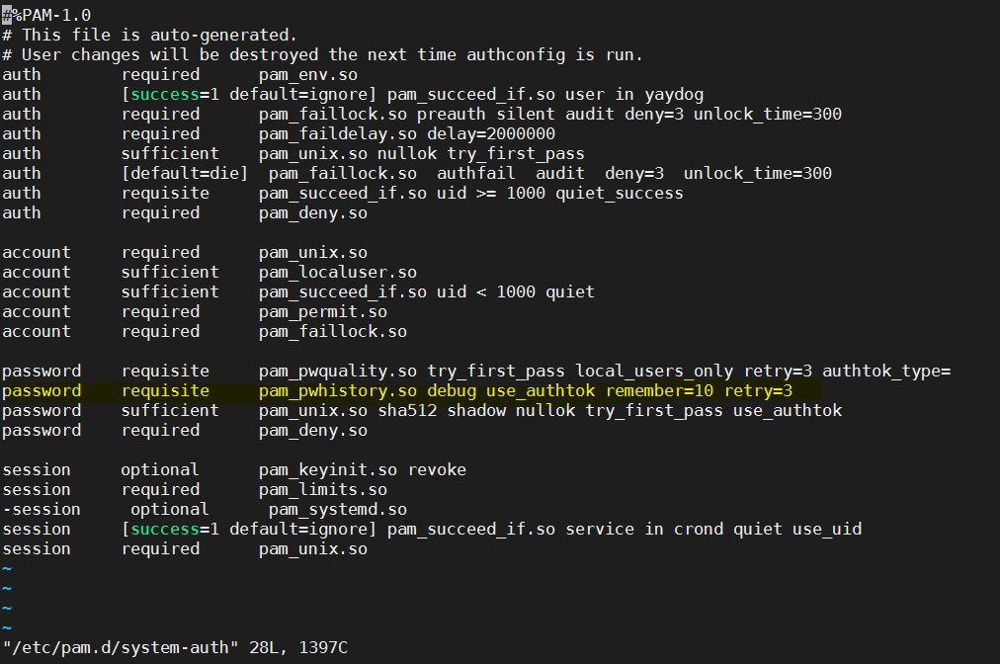 #%PAM-1.0
# This file is auto-generated.
# User changes will be destroyed the next time authconfig is run.
auth        required      pam_env.so
auth        [success=1 default=ignore] pam_succeed_if.so user in yaydog
auth        required      pam_faillock.so preauth silent audit deny=3 unlock_time=300
auth        required      pam_faildelay.so delay=2000000
auth        sufficient    pam_unix.so nullok try_first_pass
auth        [default=die]  pam_faillock.so  authfail  audit  deny=3  unlock_time=300
auth        requisite     pam_succeed_if.so uid >= 1000 quiet_success
auth        required      pam_deny.so

account     required      pam_unix.so
account     sufficient    pam_localuser.so
account     sufficient    pam_succeed_if.so uid < 1000 quiet
account     required      pam_permit.so
account     required      pam_faillock.so

password    requisite     pam_pwquality.so try_first_pass local_users_only retry=3 authtok_type=
password    requisite     pam_pwhistory.so debug use_authtok remember=10 retry=3
password    sufficient    pam_unix.so sha512 shadow nullok try_first_pass use_authtok
password    required      pam_deny.so

session     optional      pam_keyinit.so revoke
session     required      pam_limits.so
-session     optional      pam_systemd.so
session     [success=1 default=ignore] pam_succeed_if.so service in crond quiet use_uid
session     required      pam_unix.so
~
~
~
~
"/etc/pam.d/system-auth" 28L, 1397C